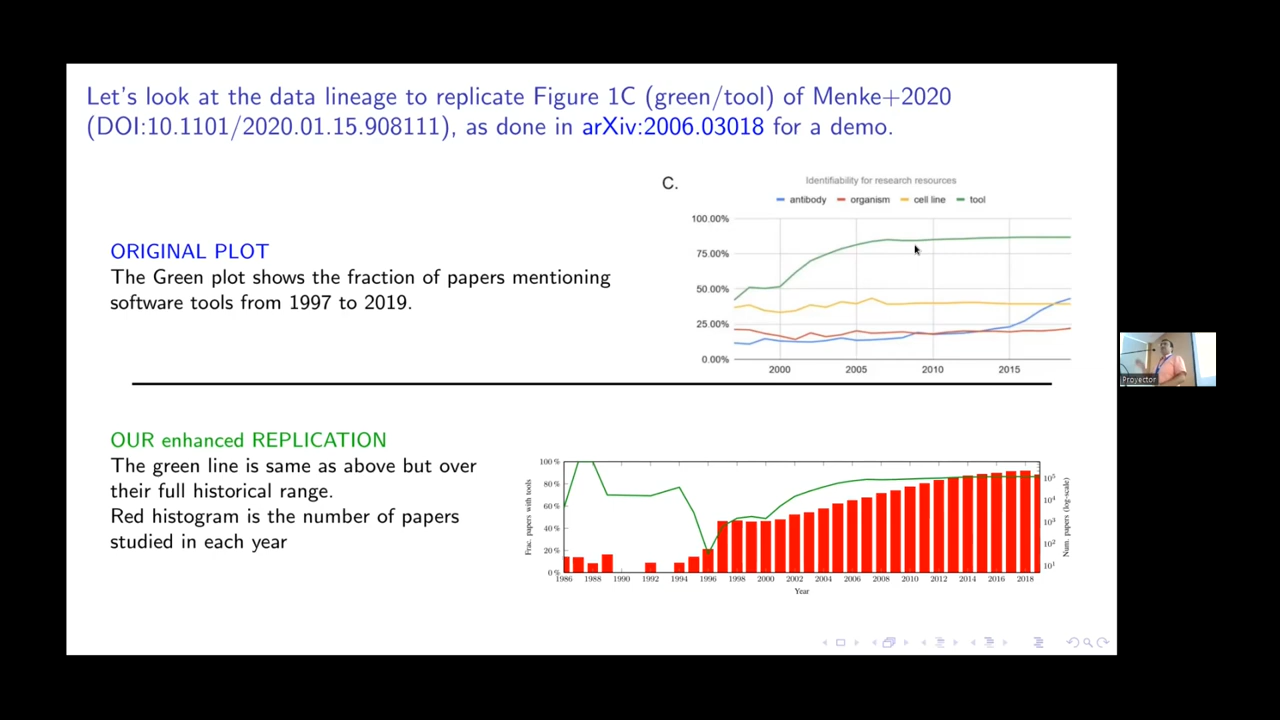 Let's look at the data lineage to replicate Figure 1C (green/tool) of Menke+2020
(DOI:10.1101/2020.01.15.908111), as done in arXiv:2006.03018 for a demo.
C.
Identifiability for research resources
antibody organism cell line tool
100.00%
75.00%
50.00%
25.00%
0.00%
2000 2005 2010 2015
ORIGINAL PLOT
The Green plot shows the fraction of papers mentioning
software tools from 1997 to 2019.
Proyector
OUR enhanced REPLICATION
The green line is same as above but over
their full historical range.
Red histogram is the number of papers
studied in each year
Frac. papers with tools
100 %
80 %
60 %
40 %
20 %
0 %
1986 1988 1990 1992 1994 1996 1998 2000 2002 2004 2006 2008 2010 2012 2014 2016 2018
Year
10⁵
10⁴
10³
10²
10¹
Num. papers (log-scale)